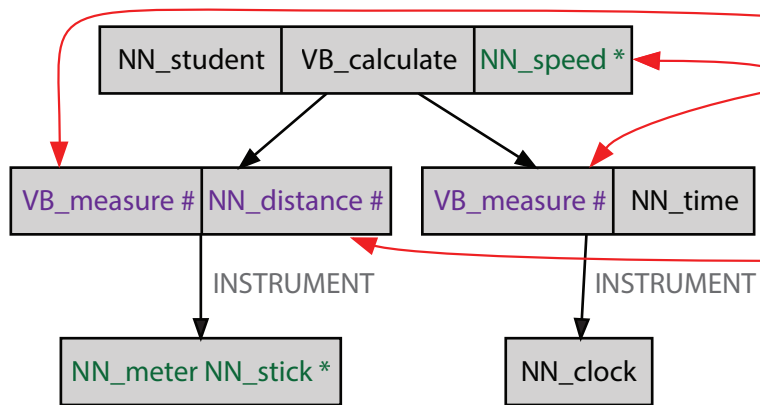 NN_student VB_calculate NN_speed *
VB_measure # NN_distance # VB_measure # NN_time
INSTRUMENT INSTRUMENT
NN_meter NN_stick * NN_clock